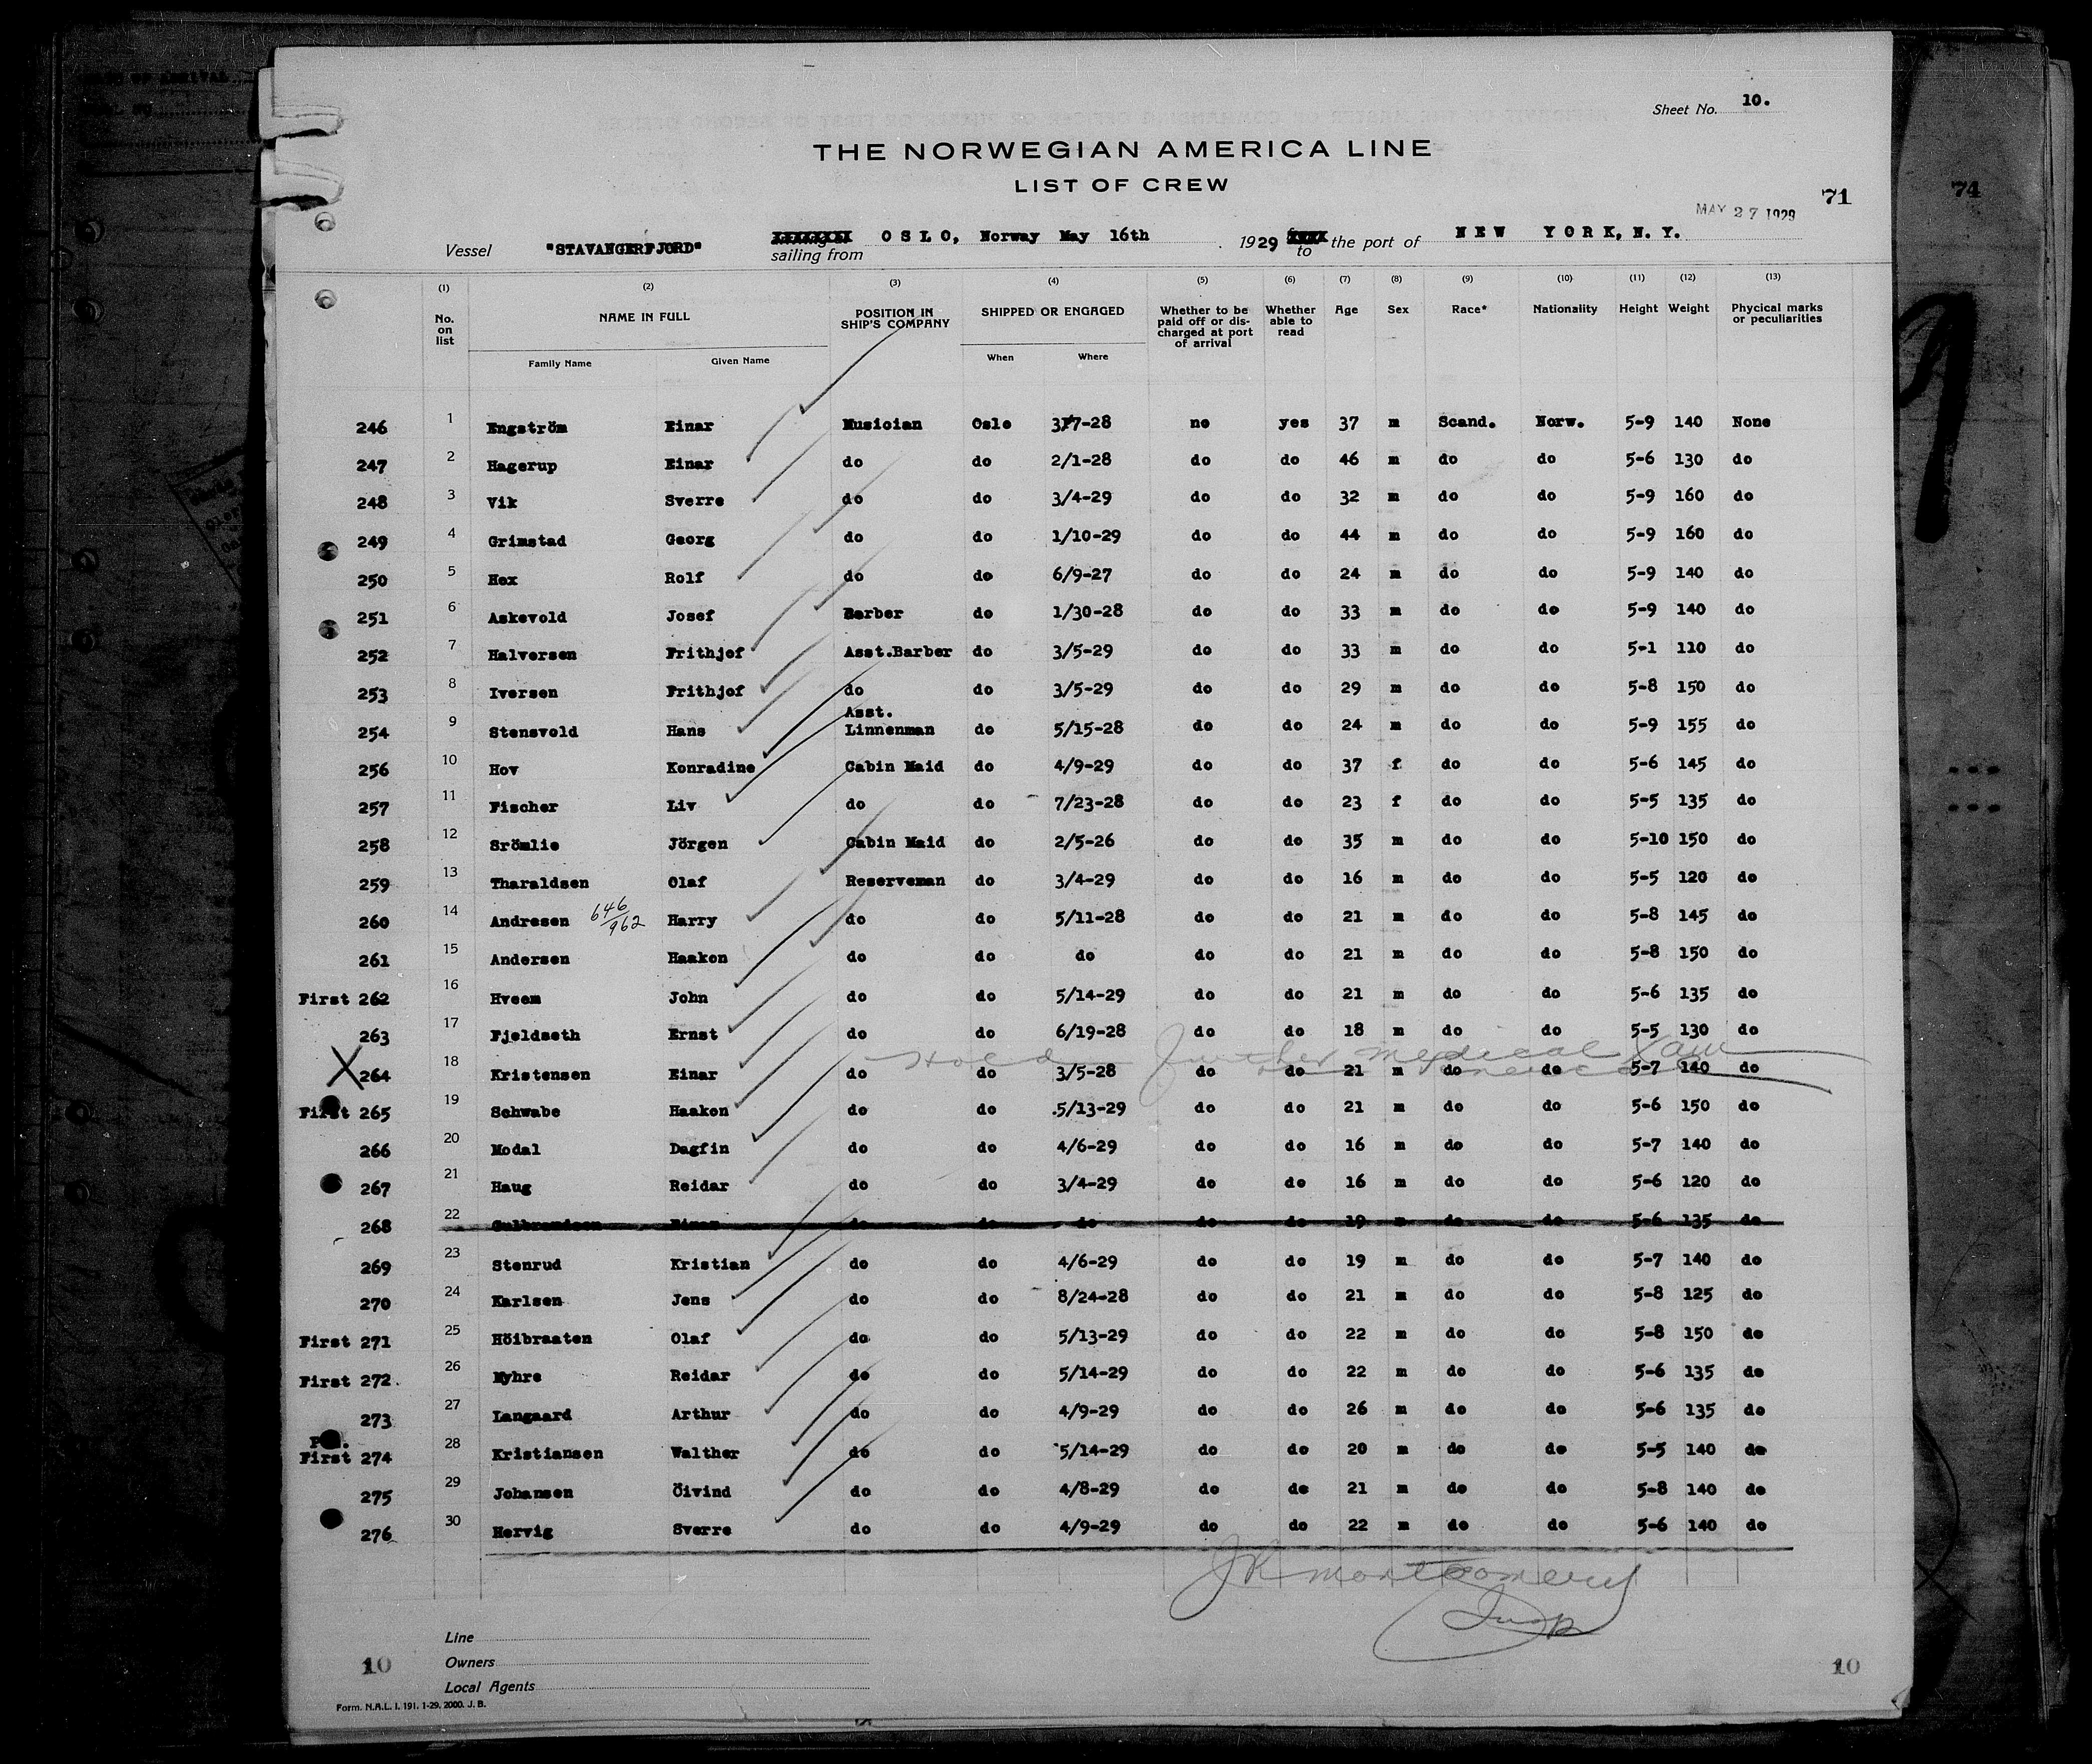 Sheet No. 10.
THE NORWEGIAN AMERICA LINE
LIST OF CREW
71
74
MAY 27 1929
Vessel "STAVANGERFJORD" sailing from OSLO, Norway May 16th 1929 to the port of NEW YORK, N.Y.
(1) (2) (3) (4) (5) (6) (7) (8) (9) (10) (11) (12) (13)
No. on list NAME IN FULL POSITION IN SHIP'S COMPANY SHIPPED OR ENGAGED Whether to be paid off or discharged at port of arrival Whether able to read Age Sex Race* Nationality Height Weight Physical marks or peculiarities
Family Name Given Name When Where
246 1 Engström Einar Musician Oslo 7-28 no yes 37 m Scand. Norw. 5-9 140 None
247 2 Hagerup Einar do do 2/1-28 do do 46 m do do 5-6 130 do
248 3 Vik Sverre do do 3/4-29 do do 32 m do do 5-9 160 do
249 4 Grimstad Georg do do 1/10-29 do do 44 m do do 5-9 160 do
250 5 Hex Rolf do do 6/9-27 do do 24 m do do 5-9 140 do
251 6 Askevold Josef Barber do 1/30-28 do do 33 m do do 5-9 140 do
252 7 Halversen Frithjof Asst.Barber do 3/5-29 do do 33 m do do 5-1 110 do
253 8 Iversen Frithjof do do 3/5-29 do do 29 m do do 5-8 150 do
254 9 Stensvold Hans Asst. Linnenman do 5/15-28 do do 24 m do do 5-9 155 do
256 10 Hov Konradine Cabin Maid do 4/9-29 do do 37 f do do 5-6 145 do
257 11 Fischer Liv do do 7/23-28 do do 23 f do do 5-5 135 do
258 12 Srömlie Jörgen Cabin Maid do 2/5-26 do do 35 m do do 5-10 150 do
259 13 Tharaldsen Olaf Reserveman do 3/4-29 do do 16 m do do 5-5 120 do
260 14 Andresen 646/962 Harry do do 5/11-28 do do 21 m do do 5-8 145 do
261 15 Andersen Haakon do do do do do 21 m do do 5-8 150 do
First 262 16 Hveem John do do 5/14-29 do do 21 m do do 5-6 135 do
263 17 Fjeldseth Ernst do do 6/19-28 do do 18 m do do 5-5 130 do
Hold further medical exam
X 264 18 Kristensen Einar do do 3/5-28 do do 21 m do do 5-7 140 do
First 265 19 Schwabe Haakon do do 5/13-29 do do 21 m do do 5-6 150 do
266 20 Modal Dagfin do do 4/6-29 do do 16 m do do 5-7 140 do
267 21 Haug Reidar do do 3/4-29 do do 16 m do do 5-6 120 do
268 22 Gulbrandsen Einar do do do do do 19 m do do 5-6 135 do
269 23 Stenrud Kristian do do 4/6-29 do do 19 m do do 5-7 140 do
270 24 Karlsen Jens do do 8/24-28 do do 21 m do do 5-8 125 do
First 271 25 Höibraaten Olaf do do 5/13-29 do do 22 m do do 5-8 150 do
First 272 26 Myhre Reidar do do 5/14-29 do do 22 m do do 5-6 135 do
273 27 Langaard Arthur do do 4/9-29 do do 26 m do do 5-6 135 do
First 274 28 Kristiansen Walther do do 5/14-29 do do 20 m do do 5-5 140 do
275 29 Johansen Öivind do do 4/8-29 do do 21 m do do 5-8 140 do
276 30 Hervig Sverre do do 4/9-29 do do 22 m do do 5-6 140 do
JR Montgomery
Insp
Line
Owners
Local Agents
10
10
Form. N.A.L. I. 191. 1-29. 2000. J. B.